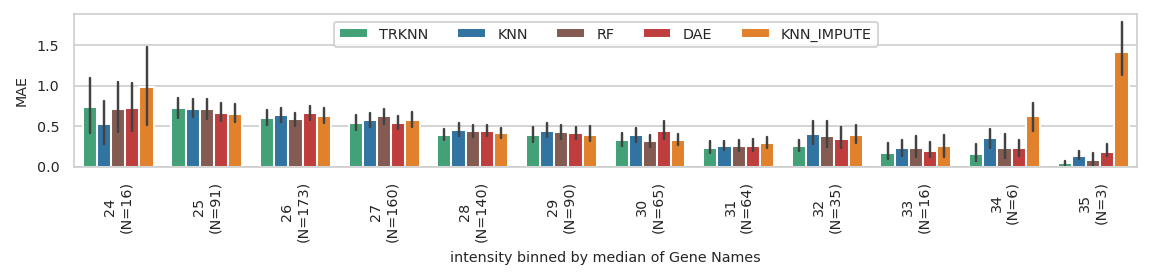 TRKNN KNN RF DAE KNN_IMPUTE
MAE
1.5
1.0
0.5
0.0
24
(N=16)
25
(N=91)
26
(N=173)
27
(N=160)
28
(N=140)
29
(N=90)
30
(N=65)
31
(N=64)
32
(N=35)
33
(N=16)
34
(N=6)
35
(N=3)
intensity binned by median of Gene Names